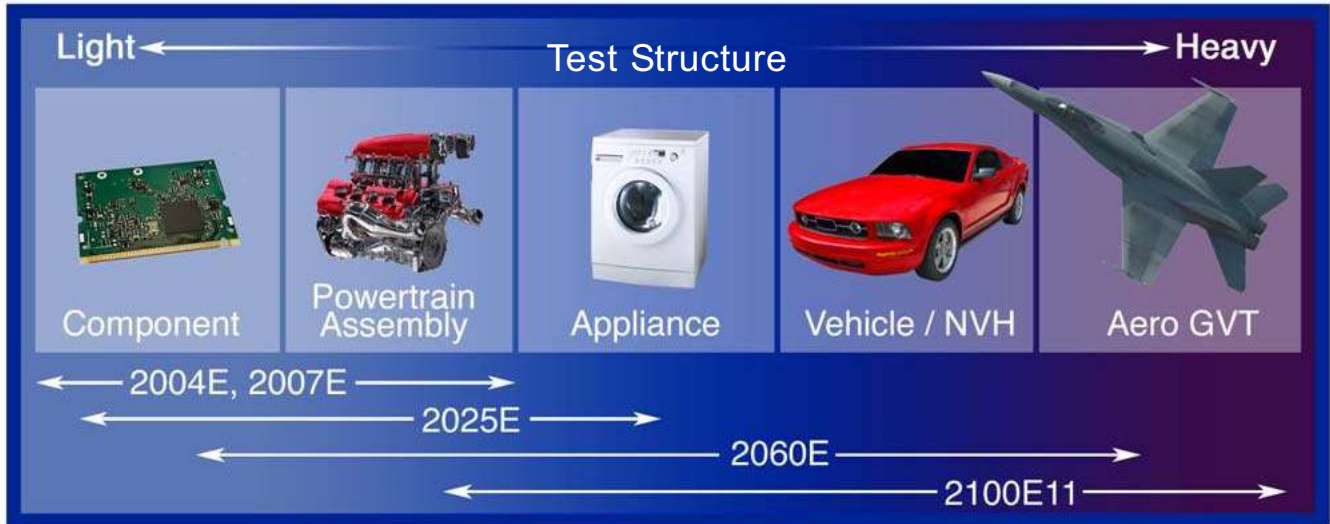 Light
Heavy
Test Structure
Component
Powertrain
Assembly
Appliance
Vehicle / NVH
Aero GVT
2004E, 2007E
2025E
2060E
2100E11